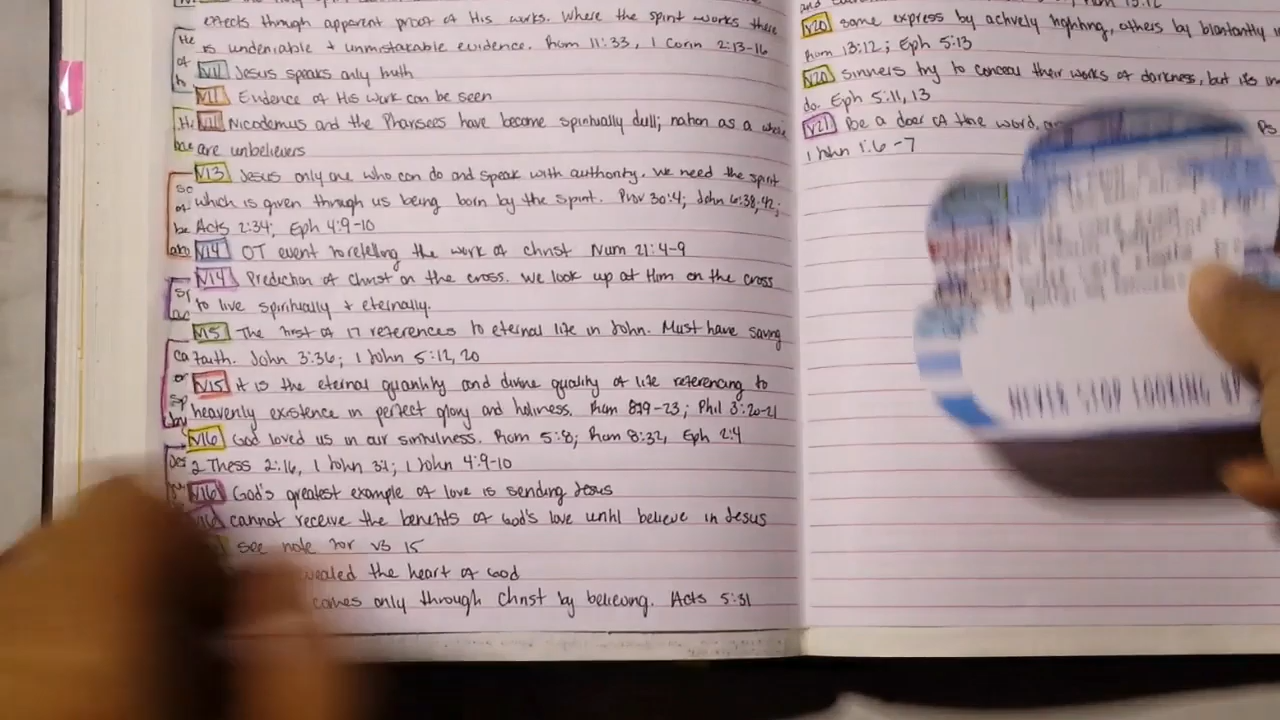 effects through apparent proof of His works. Where the spirit works there
is undeniable + unmistakable evidence. Rom 11:33, 1 Corin 2:13-16
V11 Jesus speaks only truth
V11 Evidence of His work can be seen
V11 Nicodemus and the Pharisees have become spiritually dull; nation as a whole
are unbelievers
V13 Jesus only one who can do and speak with authority. We need the spirit
which is given through us being born by the spirit. Prov 30:4; John 6:38, 42;
Acts 2:34; Eph 4:9-10
V14 OT event foretelling the work of christ Num 21:4-9
V14 Prediction of Christ on the cross. We look up at Him on the cross
to live spiritually + eternally.
V15 The first of 17 references to eternal life in John. Must have saving
faith. John 3:36; 1 John 5:12, 20
V15 it is the eternal quantity and divine quality of life referencing to
heavenly existence in perfect glory and holiness. Rom 8:19-23; Phil 3:20-21
V16 God loved us in our sinfulness. Rom 5:8; Rom 8:32, Eph 2:4
2 Thess 2:16, 1 John 3:1; 1 John 4:9-10
V16 God's greatest example of love is sending Jesus
V16 cannot receive the benefits of God's love until believe in Jesus
see note for vs 15
the heart of God
comes only through Christ by believing. Acts 5:31
V20 some express by actively fighting, others by blantantly
Rom 13:12; Eph 5:13
V20 sinners try to conceal their works of darkness, but its
do. Eph 5:11, 13
V21 Be a doer of the word, Ps
1 John 1:6-7
NEVER STOP LOOKING UP